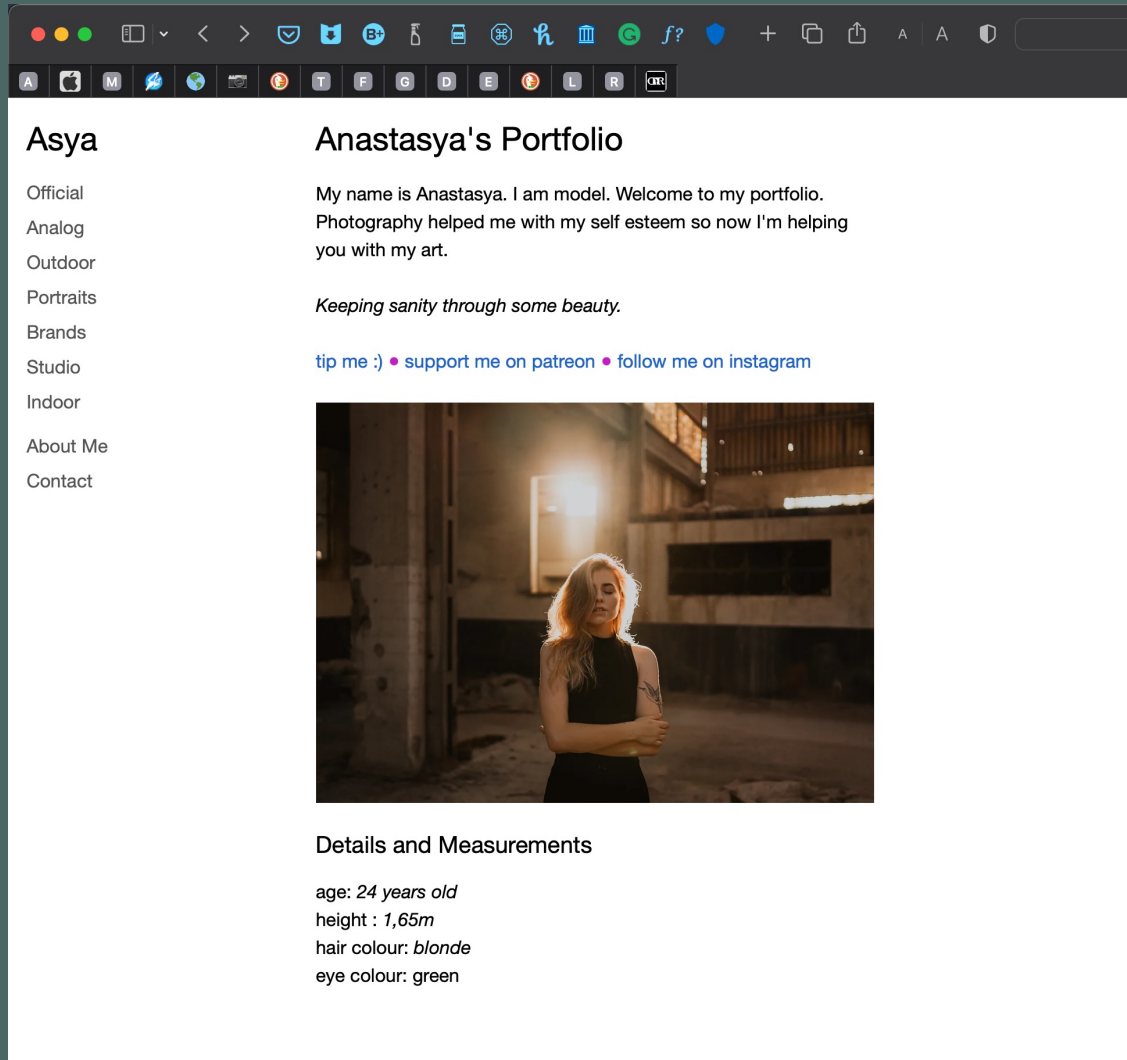 B+
f?
A A
A M T F G D E L R OTR
Asya
Official
Analog
Outdoor
Portraits
Brands
Studio
Indoor
About Me
Contact
Anastasya's Portfolio
My name is Anastasya. I am model. Welcome to my portfolio.
Photography helped me with my self esteem so now I'm helping
you with my art.
Keeping sanity through some beauty.
tip me :) • support me on patreon • follow me on instagram
Details and Measurements
age: 24 years old
height : 1,65m
hair colour: blonde
eye colour: green